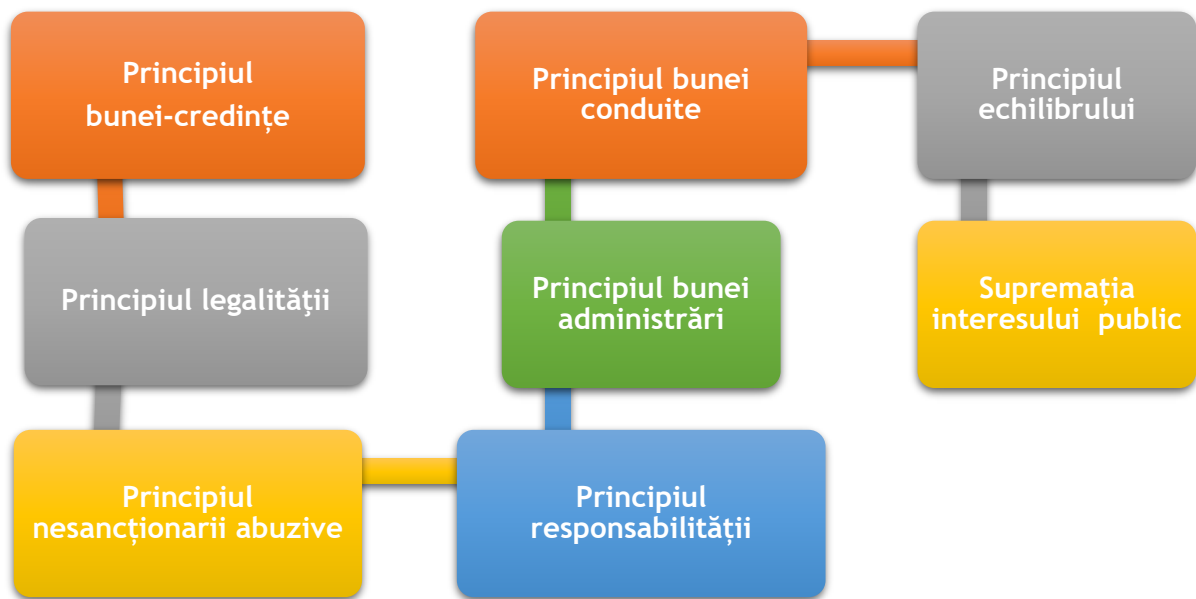 Principiul
bunei-credințe
Principiul legalităţii
Principiul
nesancționarii abuzive
Principiul
responsabilității
Principiul bunei
administrări
Principiul bunei
conduite
Principiul
echilibrului
Supremația
interesului public